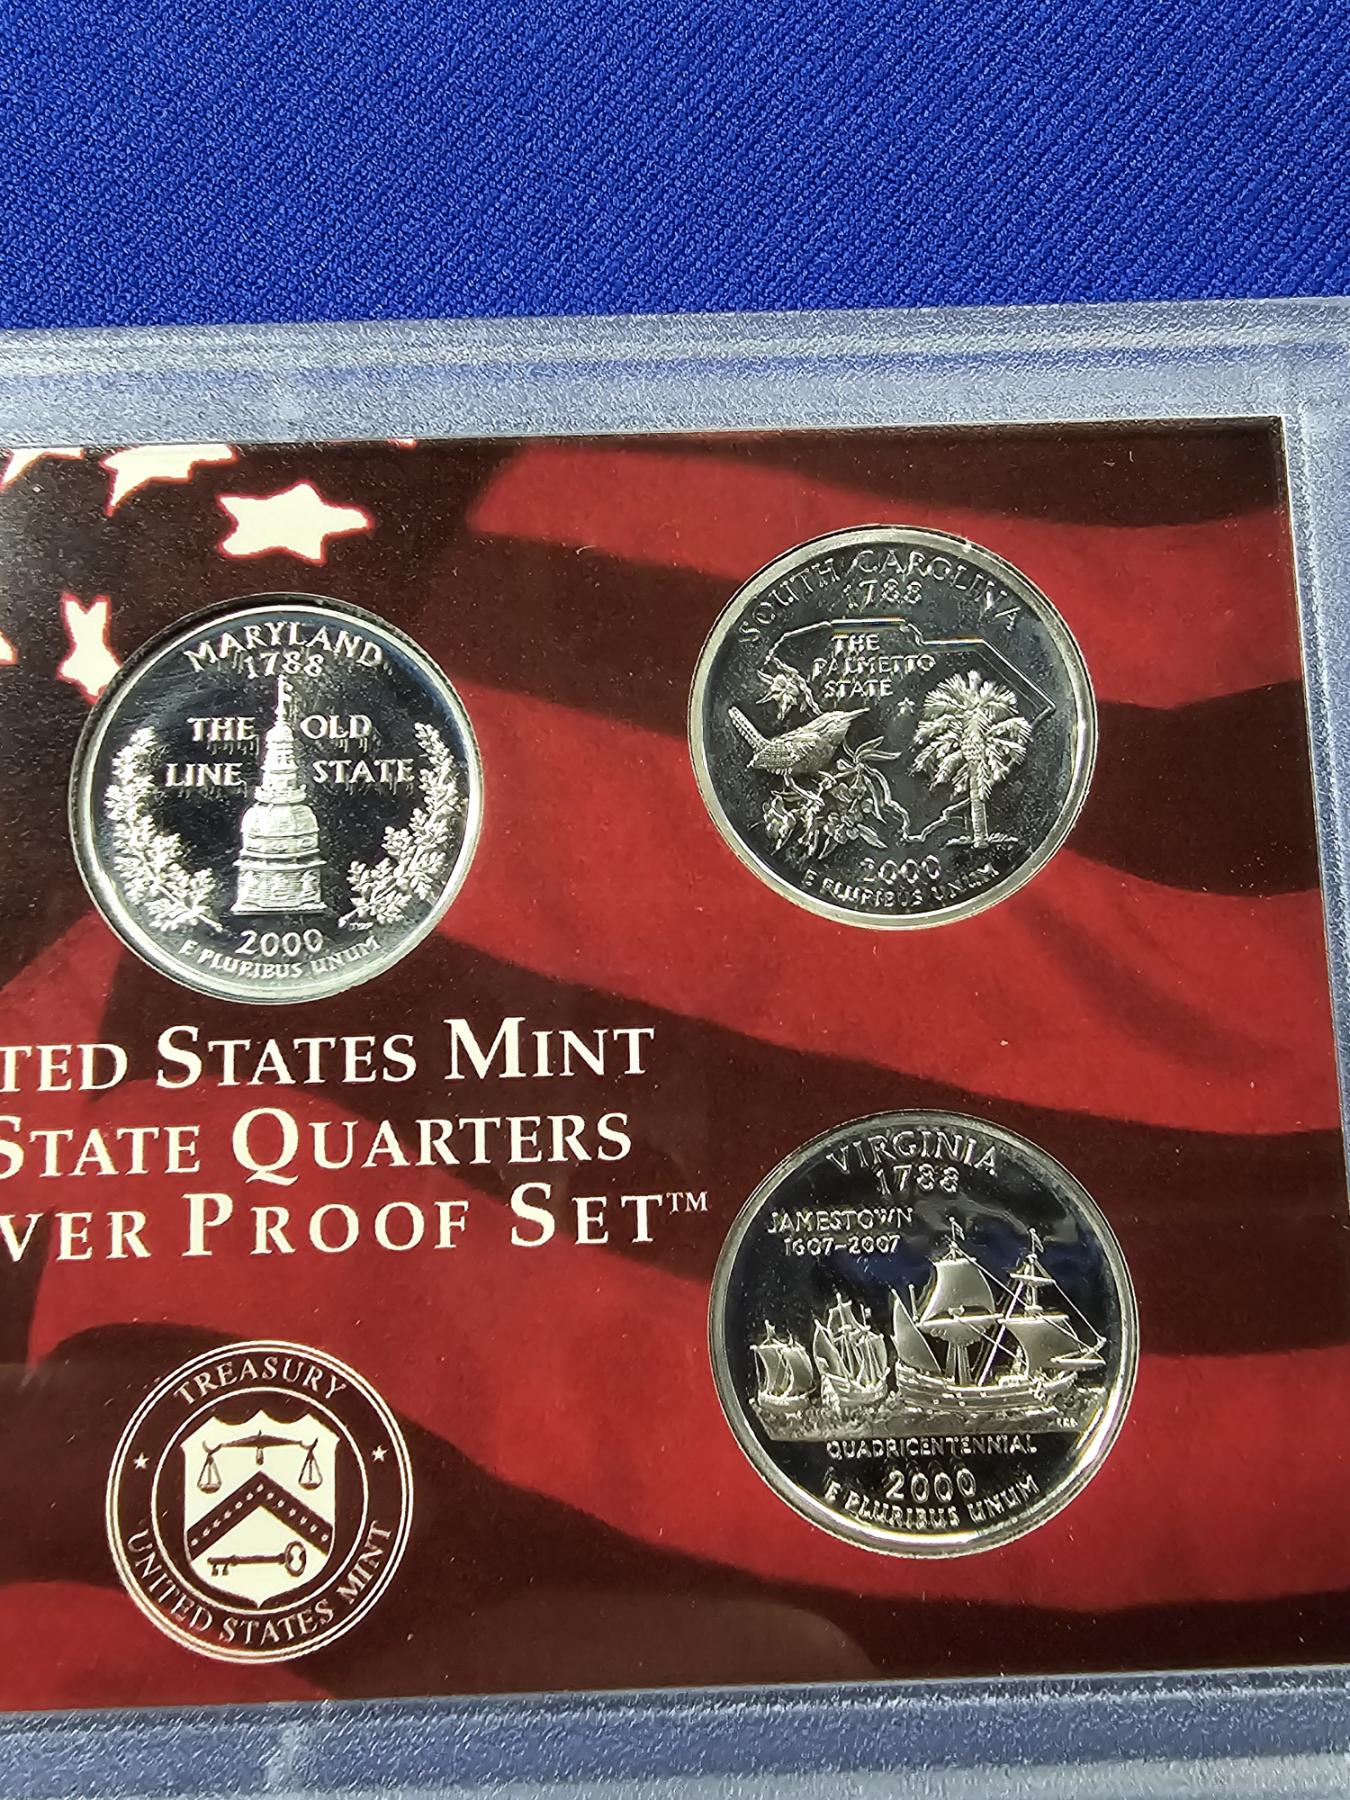 MARYLAND
1788
THE OLD
LINE STATE
2000
E PLURIBUS UNUM
SOUTH CAROLINA
1788
THE
PALMETTO
STATE
2000
E PLURIBUS UNUM
TED STATES MINT
STATE QUARTERS
VER PROOF SET™
VIRGINIA
1788
JAMESTOWN
1607-2007
QUADRICENTENNIAL
2000
E PLURIBUS UNUM
TREASURY
UNITED STATES MINT